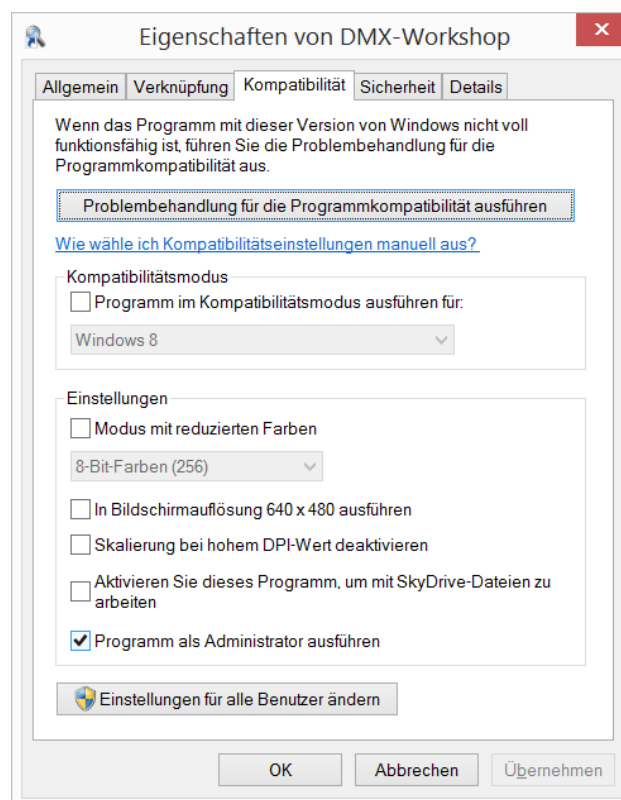 Eigenschaften von DMX-Workshop
Allgemein Verknüpfung Kompatibilität Sicherheit Details
Wenn das Programm mit dieser Version von Windows nicht voll
funktionsfähig ist, führen Sie die Problembehandlung für die
Programmkompatibilität aus.
Problembehandlung für die Programmkompatibilität ausführen
Wie wähle ich Kompatibilitätseinstellungen manuell aus?
Kompatibilitätsmodus
Programm im Kompatibilitätsmodus ausführen für:
Windows 8
Einstellungen
Modus mit reduzierten Farben
8-Bit-Farben (256)
In Bildschirmauflösung 640 x 480 ausführen
Skalierung bei hohem DPI-Wert deaktivieren
Aktivieren Sie dieses Programm, um mit SkyDrive-Dateien zu
arbeiten
Programm als Administrator ausführen
Einstellungen für alle Benutzer ändern
OK Abbrechen Übernehmen